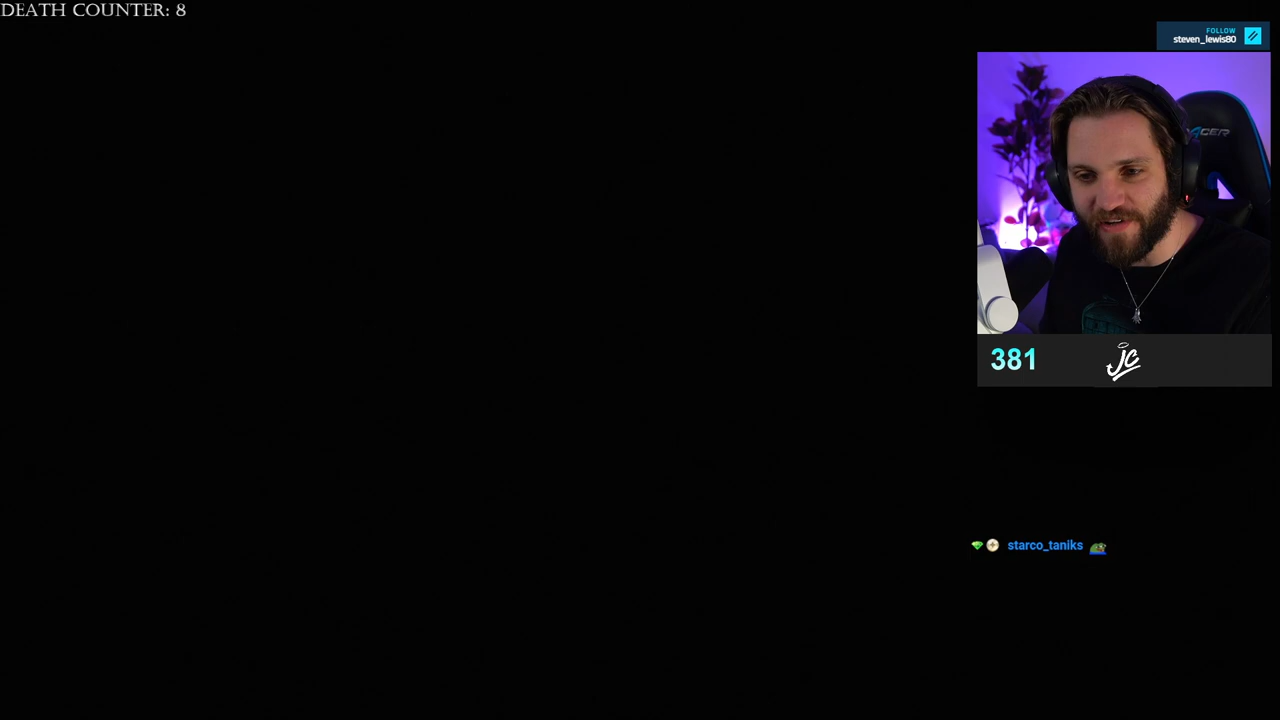 DEATH COUNTER: 8
FOLLOW
steven_lewis80
381
JC
starco_taniks